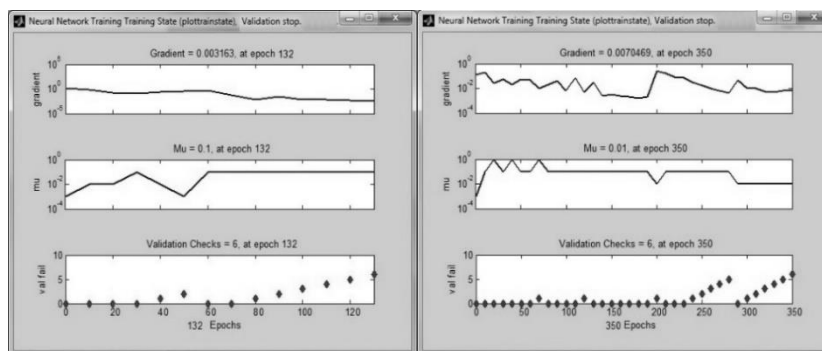 Neural Network Training Training State (plottrainstate), Validation stop.
Gradient = 0.003163, at epoch 132
10^5
10^0
10^-5
gradient
Mu = 0.1, at epoch 132
10^0
10^-2
10^-4
mu
Validation Checks = 6, at epoch 132
10
5
0
val fail
0 20 40 60 80 100 120
132 Epochs
Neural Network Training Training State (plottrainstate), Validation stop.
Gradient = 0.0070469, at epoch 350
10^0
10^-2
10^-4
gradient
Mu = 0.01, at epoch 350
10^0
10^-2
10^-4
mu
Validation Checks = 6, at epoch 350
10
5
0
val fail
0 50 100 150 200 250 300 350
350 Epochs